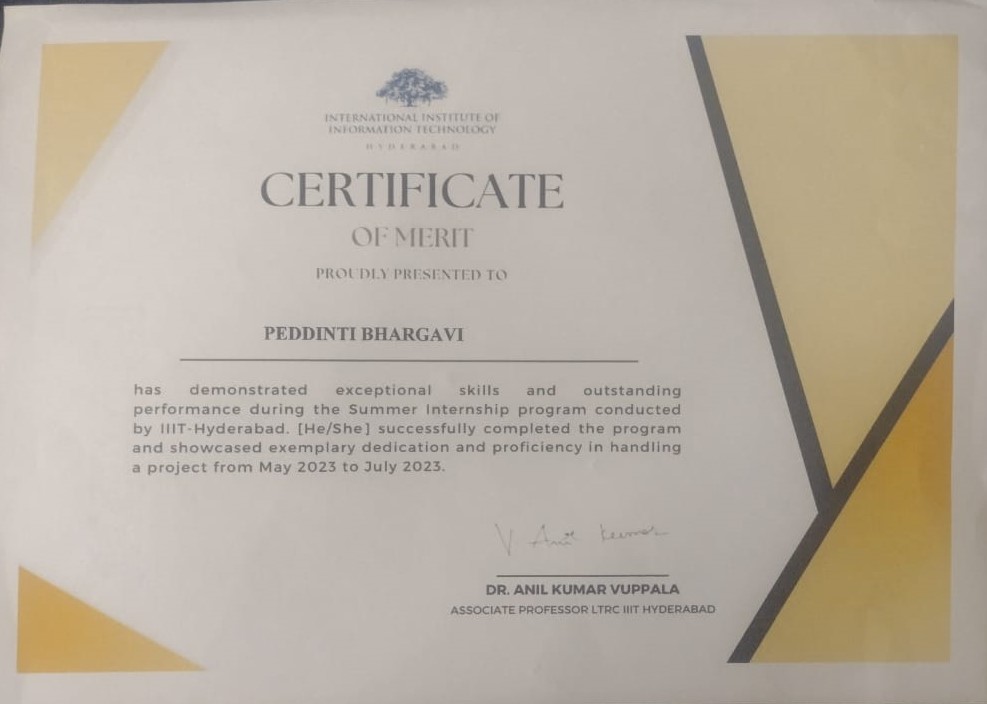 INTERNATIONAL INSTITUTE OF
INFORMATION TECHNOLOGY
HYDERABAD
CERTIFICATE
OF MERIT
PROUDLY PRESENTED TO
PEDDINTI BHARGAVI
has demonstrated exceptional skills and outstanding
performance during the Summer Internship program conducted
by IIIT-Hyderabad. [He/She] successfully completed the program
and showcased exemplary dedication and proficiency in handling
a project from May 2023 to July 2023.
V Anil Kumar
DR. ANIL KUMAR VUPPALA
ASSOCIATE PROFESSOR LTRC IIIT HYDERABAD